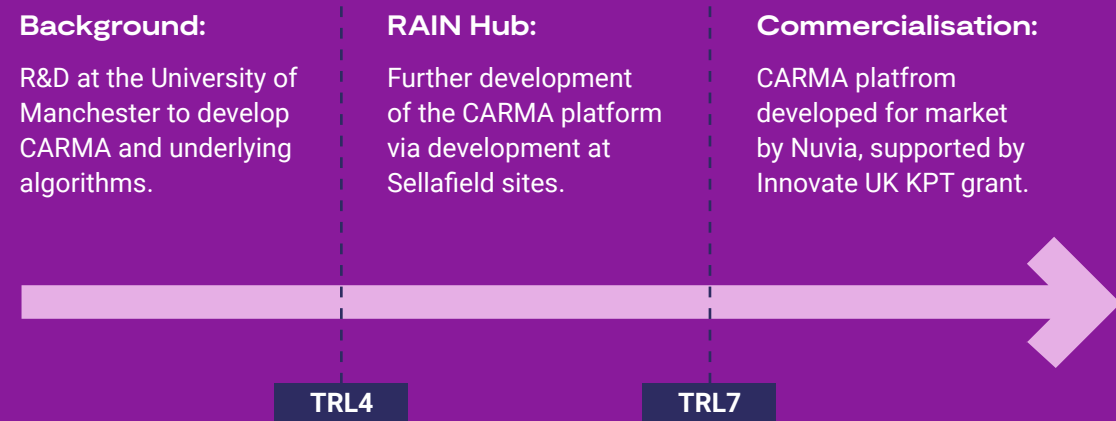 Background:
R&D at the University of
Manchester to develop
CARMA and underlying
algorithms.
RAIN Hub:
Further development
of the CARMA platform
via development at
Sellafield sites.
Commercialisation:
CARMA platfrom
developed for market
by Nuvia, supported by
Innovate UK KPT grant.
TRL4
TRL7